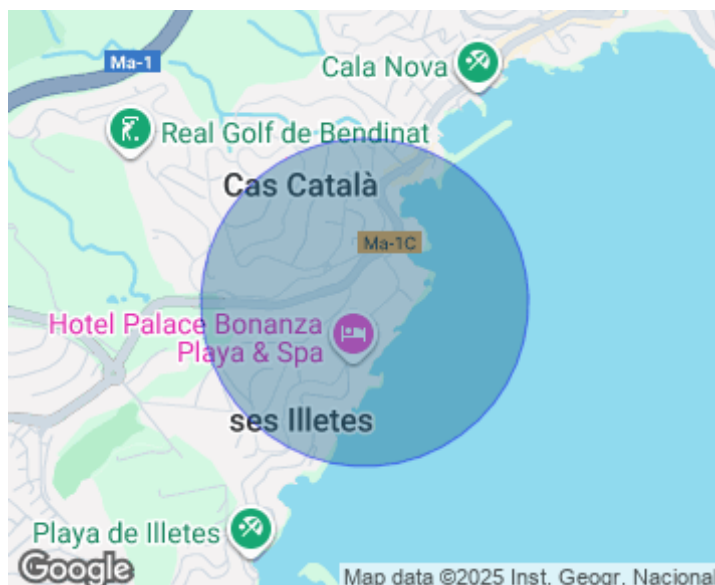 Ma-1
Cala Nova
Real Golf de Bendinat
Cas Català
Ma-1C
Hotel Palace Bonanza
Playa & Spa
ses Illetes
Playa de Illetes
Google
Map data ©2025 Inst. Geogr. Nacional